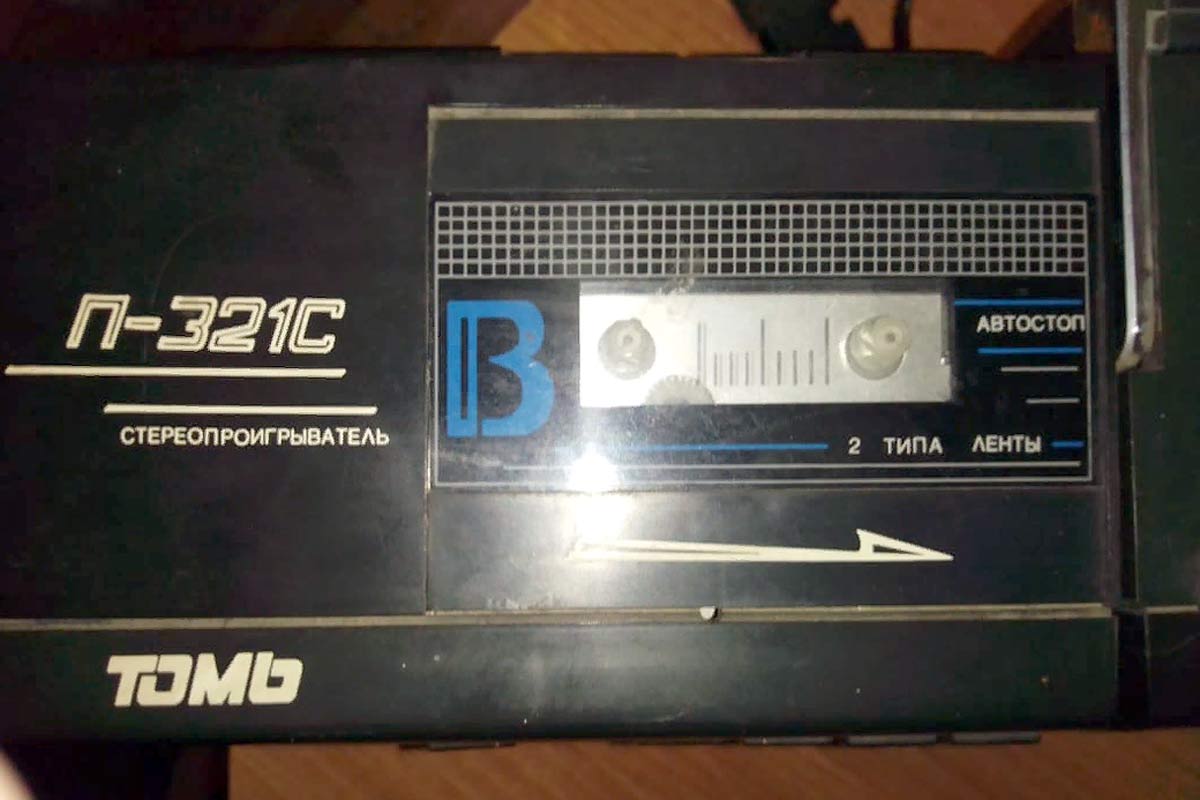 П-321С
СТЕРЕОПРОИГРЫВАТЕЛЬ
В
АВТОСТОП
2 ТИПА ЛЕНТЫ
ТОМЬ